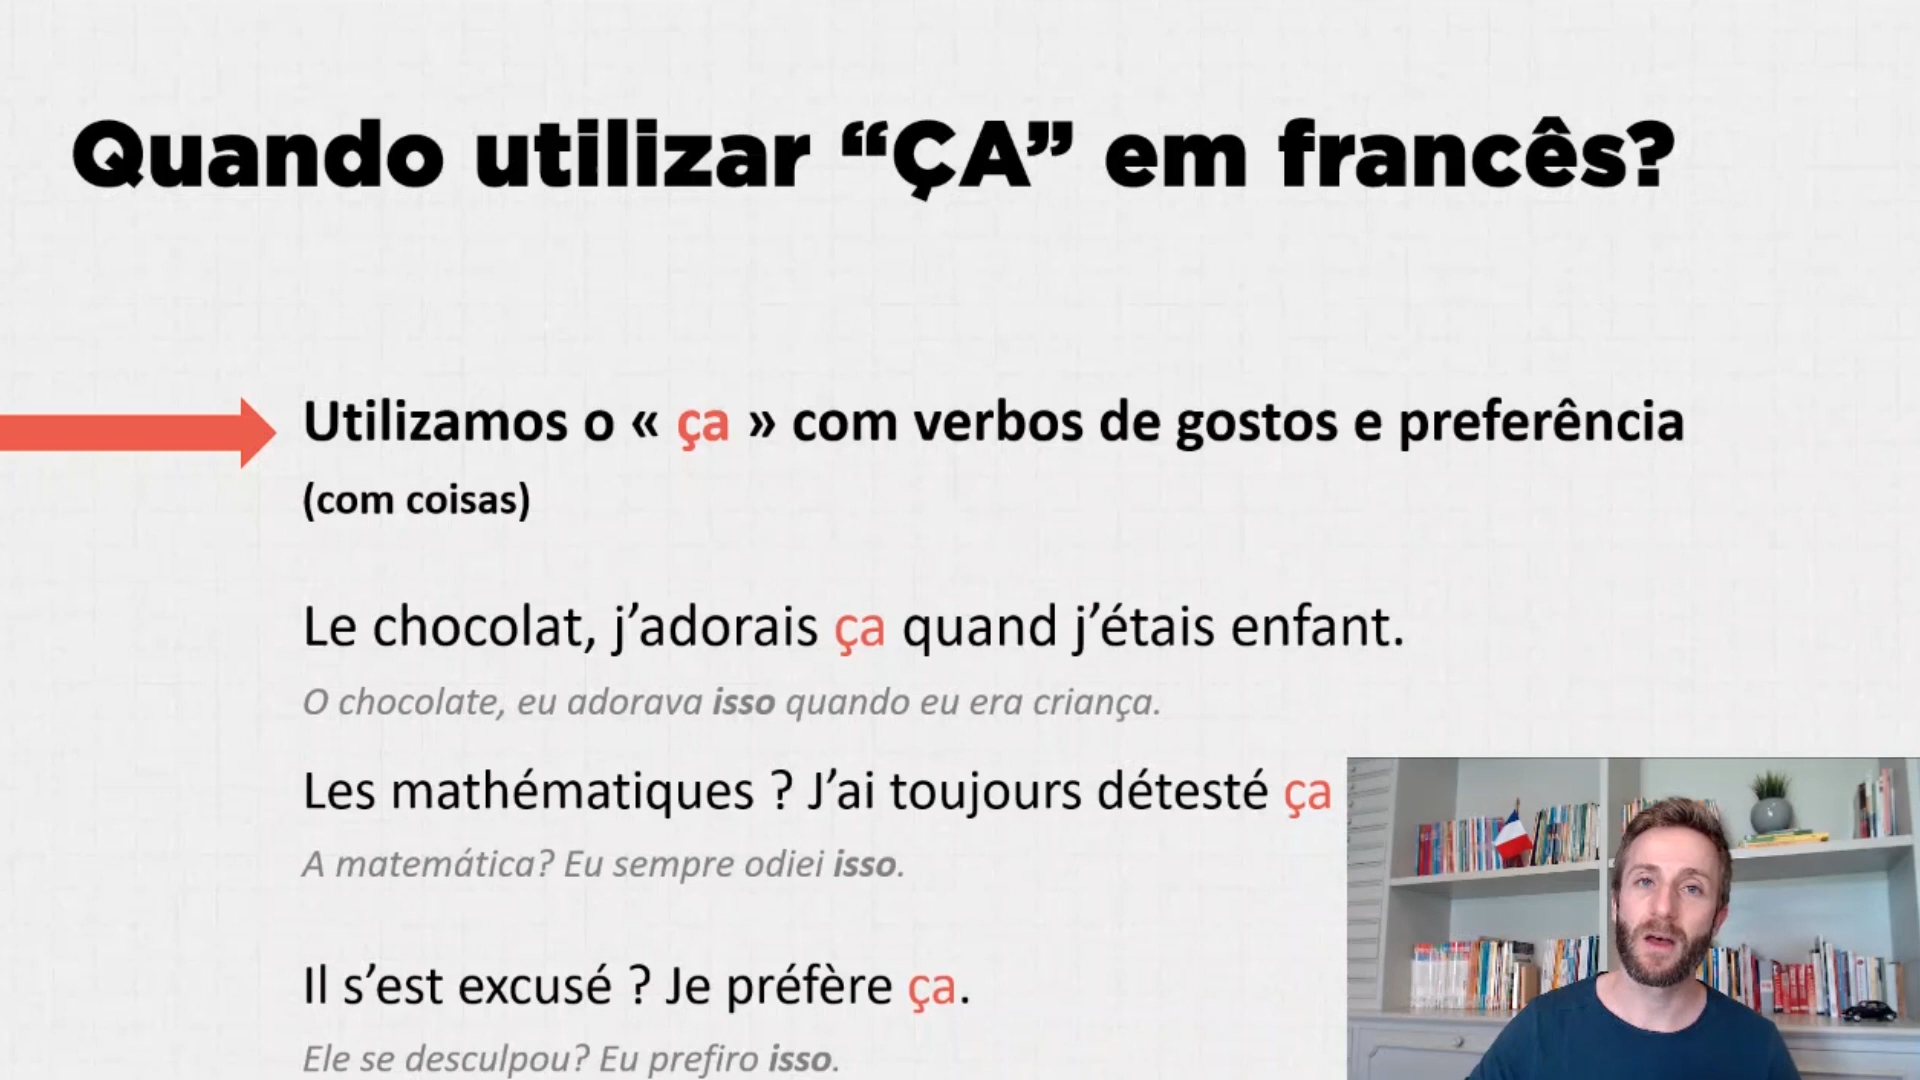 Quando utilizar “ÇA” em francês?
Utilizamos o « ça » com verbos de gostos e preferência
(com coisas)
Le chocolat, j’adorais ça quand j’étais enfant.
O chocolate, eu adorava isso quando eu era criança.
Les mathématiques ? J’ai toujours détesté ça
A matemática? Eu sempre odiei isso.
Il s’est excusé ? Je préfère ça.
Ele se desculpou? Eu prefiro isso.